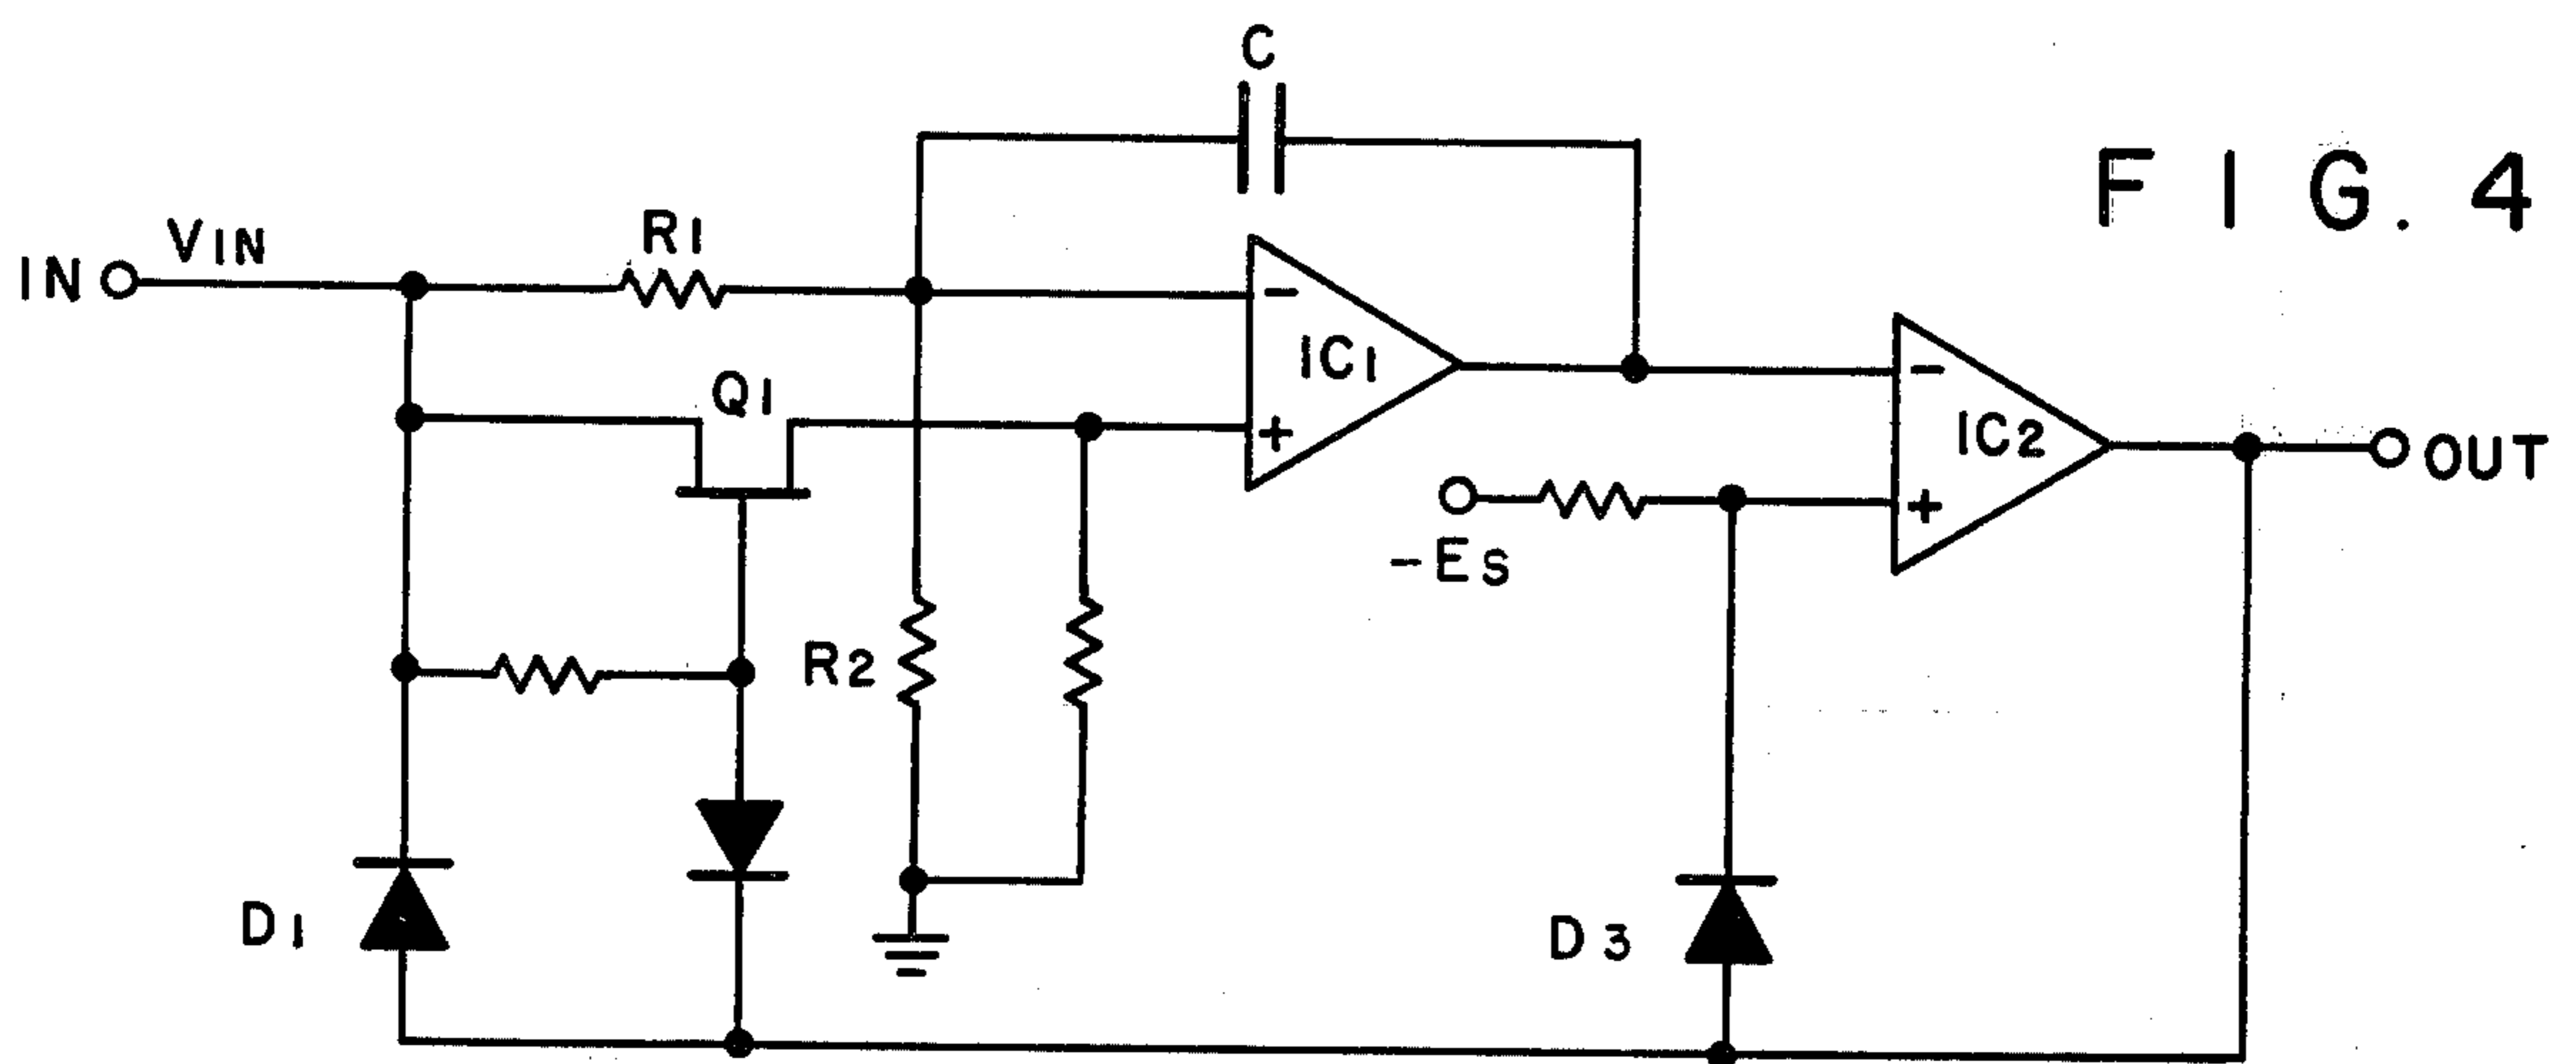 C
FIG. 4
IN
VIN
R1
Q1
IC1
-
+
IC2
-
+
OUT
-ES
R2
D1
D3